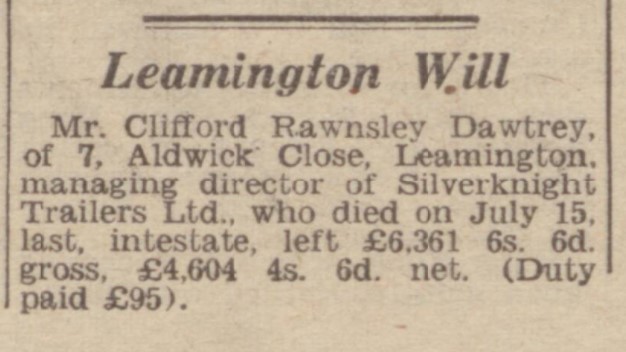 Leamington Will
Mr. Clifford Rawnsley Dawtrey,
of 7, Aldwick Close, Leamington,
managing director of Silverknight
Trailers Ltd., who died on July 15,
last, intestate, left £6,361 6s. 6d.
gross, £4,604 4s. 6d. net. (Duty
paid £95).